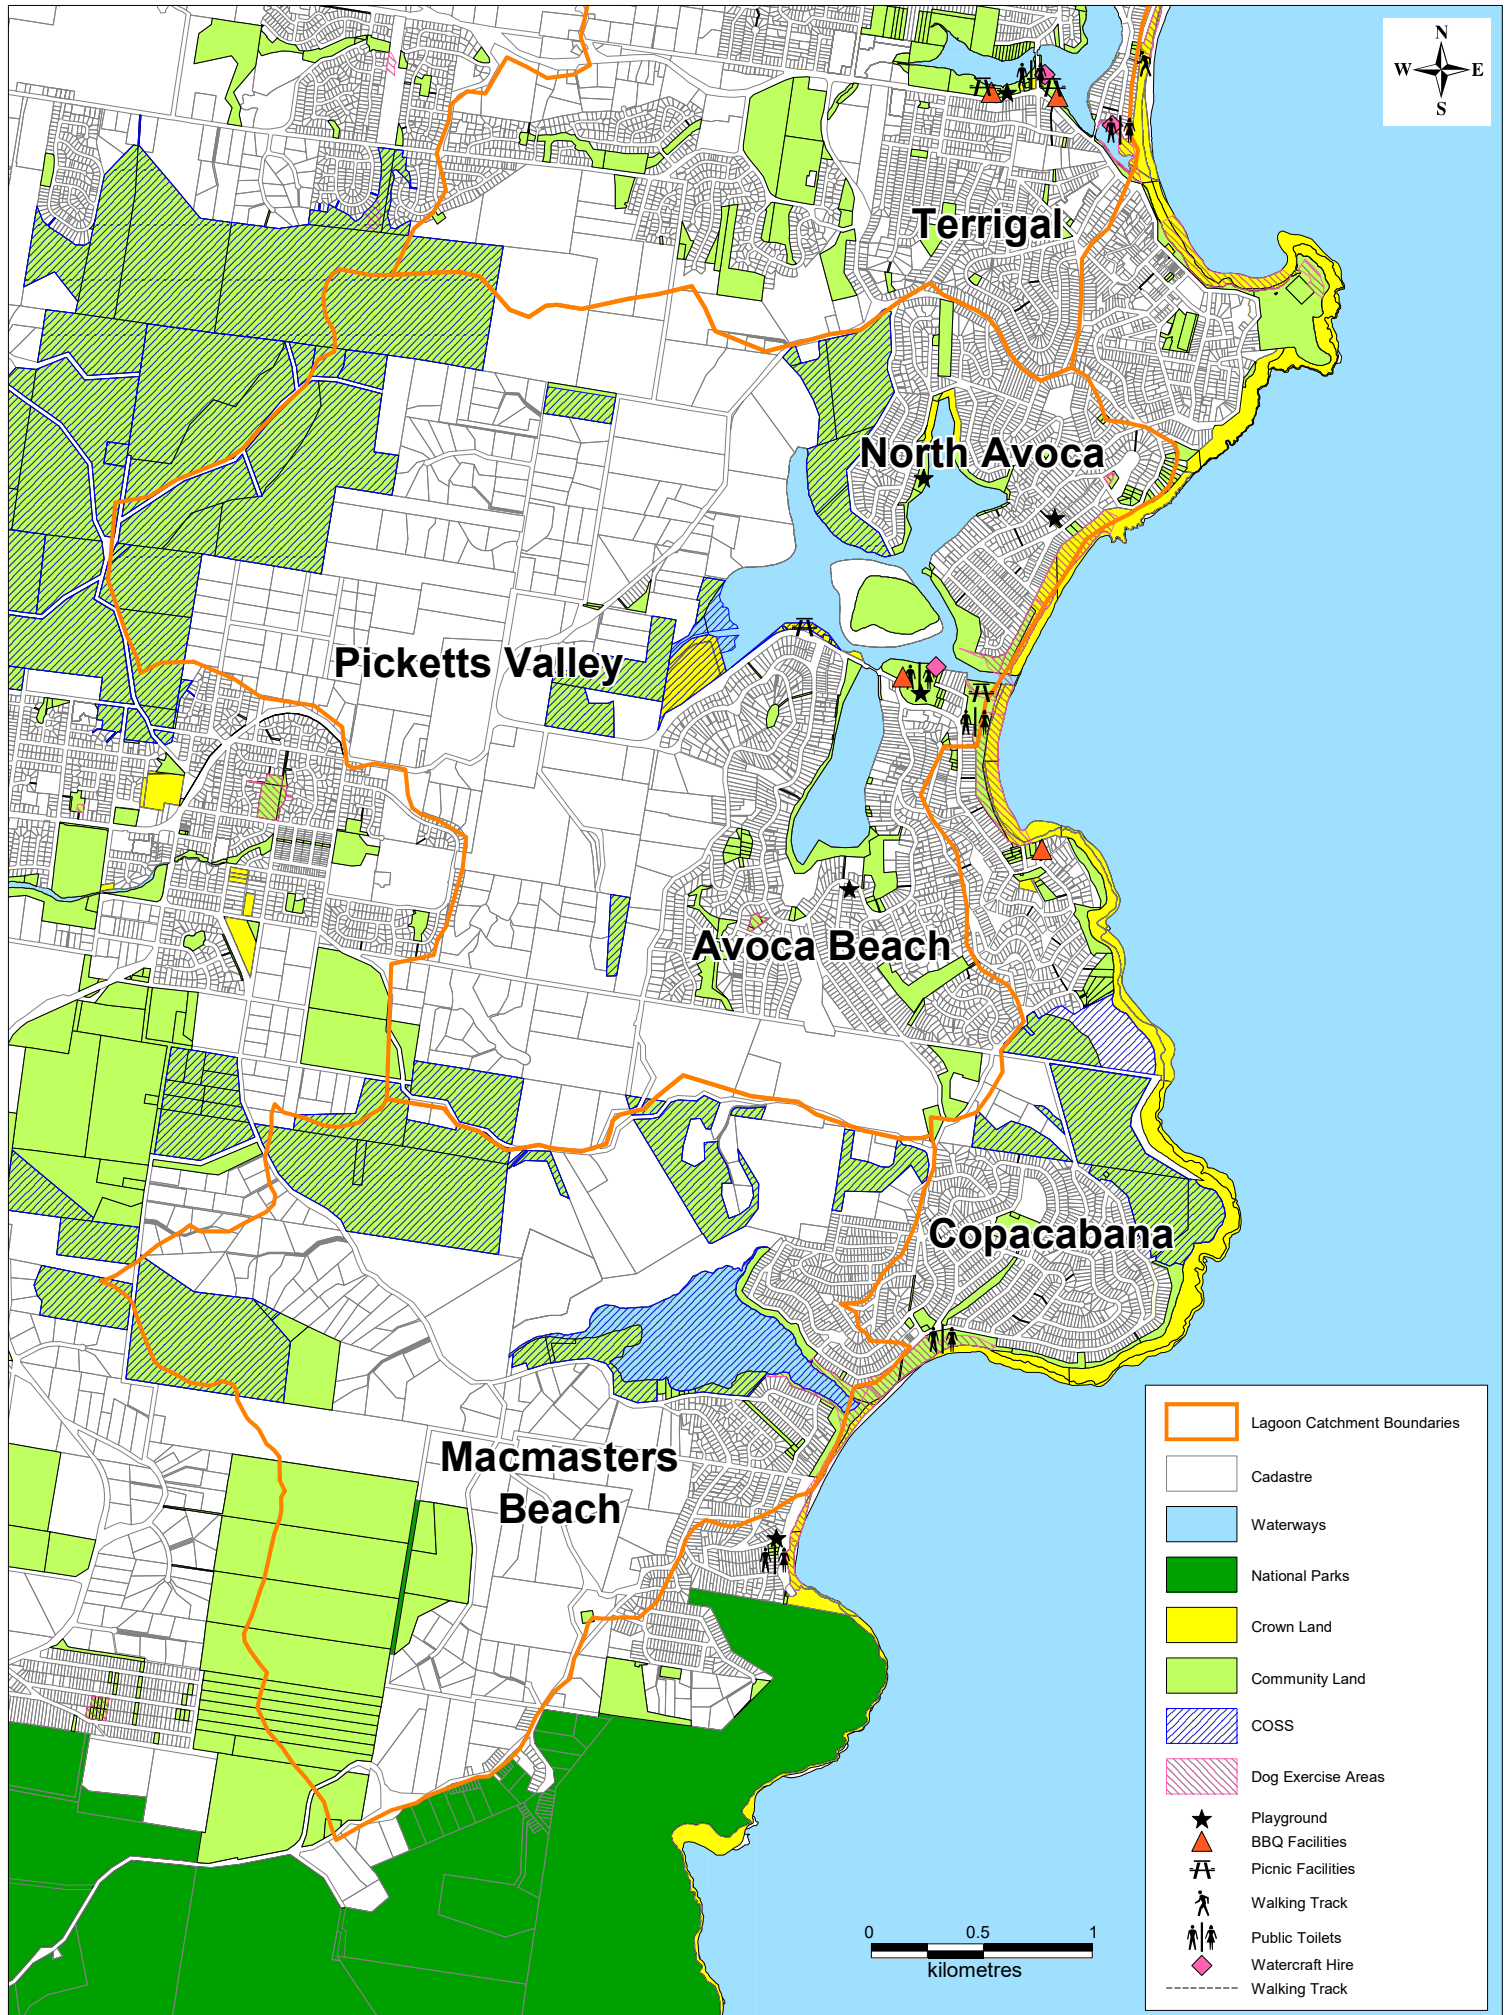 N
W E
S
Terrigal
North Avoca
Picketts Valley
Avoca Beach
Copacabana
Macmasters
Beach
Lagoon Catchment Boundaries
Cadastre
Waterways
National Parks
Crown Land
Community Land
COSS
Dog Exercise Areas
Playground
BBQ Facilities
Picnic Facilities
Walking Track
Public Toilets
Watercraft Hire
Walking Track
0 0.5 1
kilometres